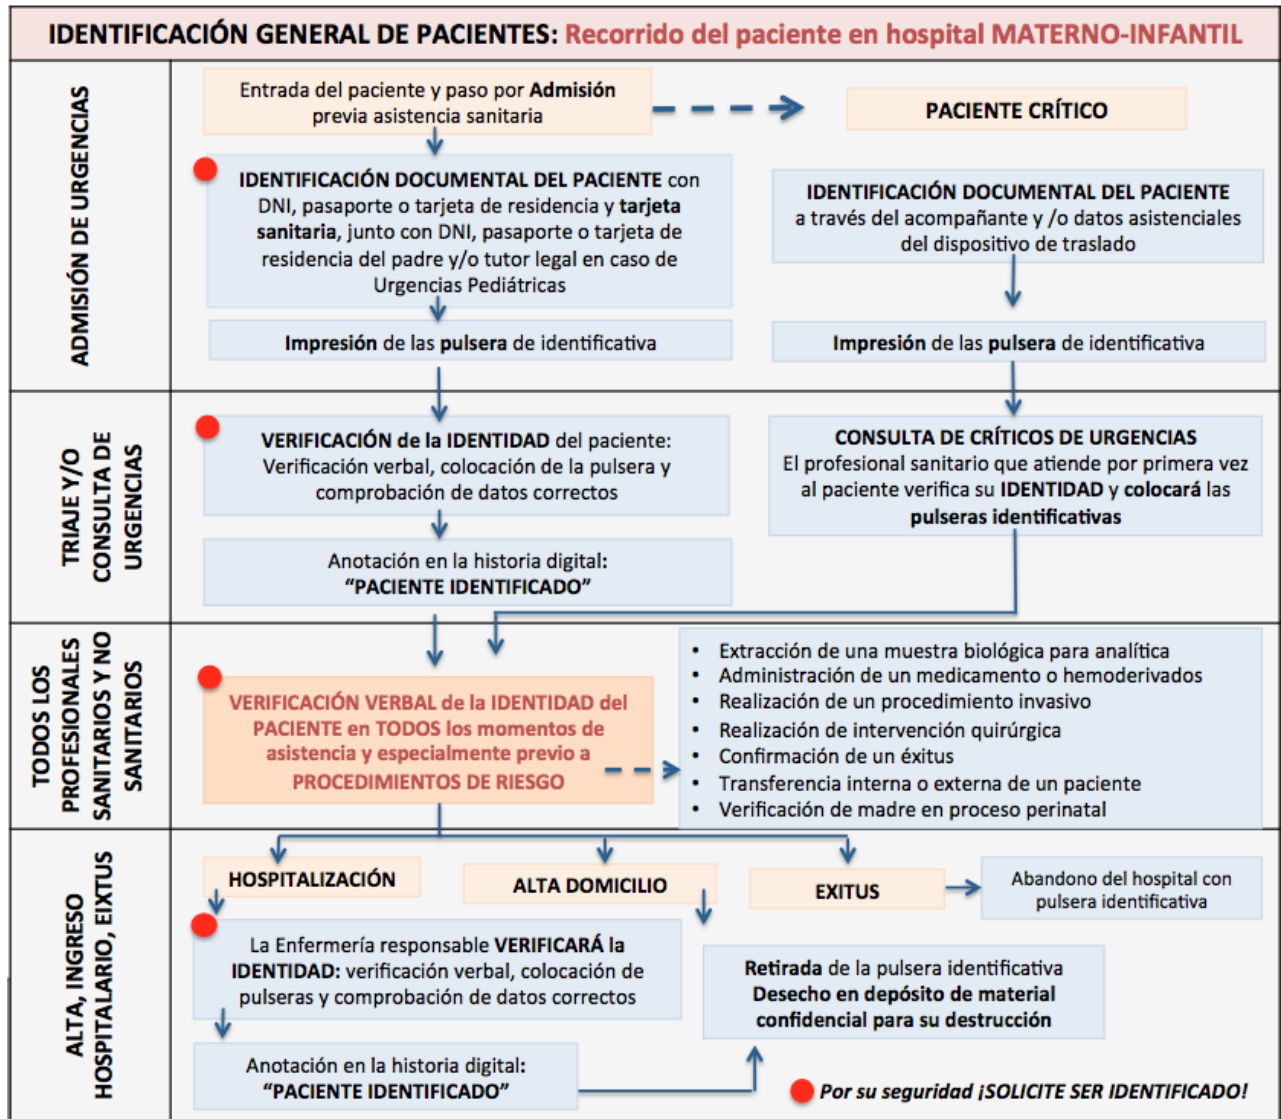 IDENTIFICACIÓN GENERAL DE PACIENTES: Recorrido del paciente en hospital MATERNO-INFANTIL
ADMISIÓN DE URGENCIAS
Entrada del paciente y paso por Admisión
previa asistencia sanitaria
PACIENTE CRÍTICO
IDENTIFICACIÓN DOCUMENTAL DEL PACIENTE con
DNI, pasaporte o tarjeta de residencia y tarjeta
sanitaria, junto con DNI, pasaporte o tarjeta de
residencia del padre y/o tutor legal en caso de
Urgencias Pediátricas
IDENTIFICACIÓN DOCUMENTAL DEL PACIENTE
a través del acompañante y /o datos asistenciales
del dispositivo de traslado
Impresión de las pulsera de identificativa
Impresión de las pulsera de identificativa
TRIAJE Y/O
CONSULTA DE
URGENCIAS
VERIFICACIÓN de la IDENTIDAD del paciente:
Verificación verbal, colocación de la pulsera y
comprobación de datos correctos
CONSULTA DE CRÍTICOS DE URGENCIAS
El profesional sanitario que atiende por primera vez
al paciente verifica su IDENTIDAD y colocará las
pulseras identificativas
Anotación en la historia digital:
“PACIENTE IDENTIFICADO”
TODOS LOS
PROFESIONALES
SANITARIOS Y NO
SANITARIOS
VERIFICACIÓN VERBAL de la IDENTIDAD del
PACIENTE en TODOS los momentos de
asistencia y especialmente previo a
PROCEDIMIENTOS DE RIESGO
• Extracción de una muestra biológica para analítica
• Administración de un medicamento o hemoderivados
• Realización de un procedimiento invasivo
• Realización de intervención quirúrgica
• Confirmación de un éxitus
• Transferencia interna o externa de un paciente
• Verificación de madre en proceso perinatal
ALTA, INGRESO
HOSPITALARIO, EIXTUS
HOSPITALIZACIÓN
ALTA DOMICILIO
EXITUS
Abandono del hospital con
pulsera identificativa
La Enfermería responsable VERIFICARÁ la
IDENTIDAD: verificación verbal, colocación de
pulseras y comprobación de datos correctos
Retirada de la pulsera identificativa
Desecho en depósito de material
confidencial para su destrucción
Anotación en la historia digital:
“PACIENTE IDENTIFICADO”
Por su seguridad ¡SOLICITE SER IDENTIFICADO!